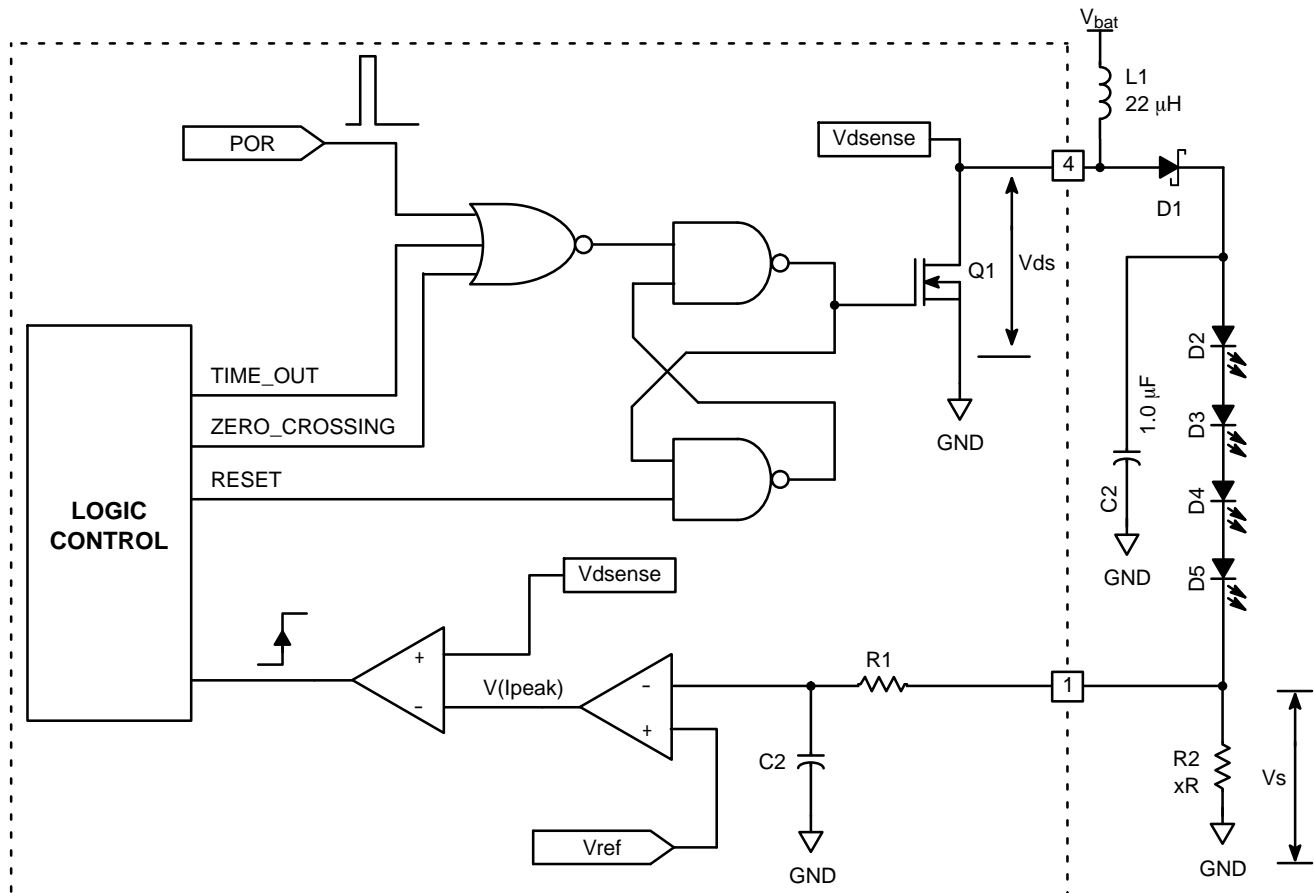 V_bat
L1
22 μH
POR
Vdsense
4
D1
Q1
Vds
D2
TIME_OUT
1.0 μF
D3
ZERO_CROSSING
GND
RESET
D4
LOGIC
CONTROL
C2
GND
D5
Vdsense
+
V(Ipeak)
−
R1
1
−
+
C2
R2
xR
Vs
Vref
GND
GND